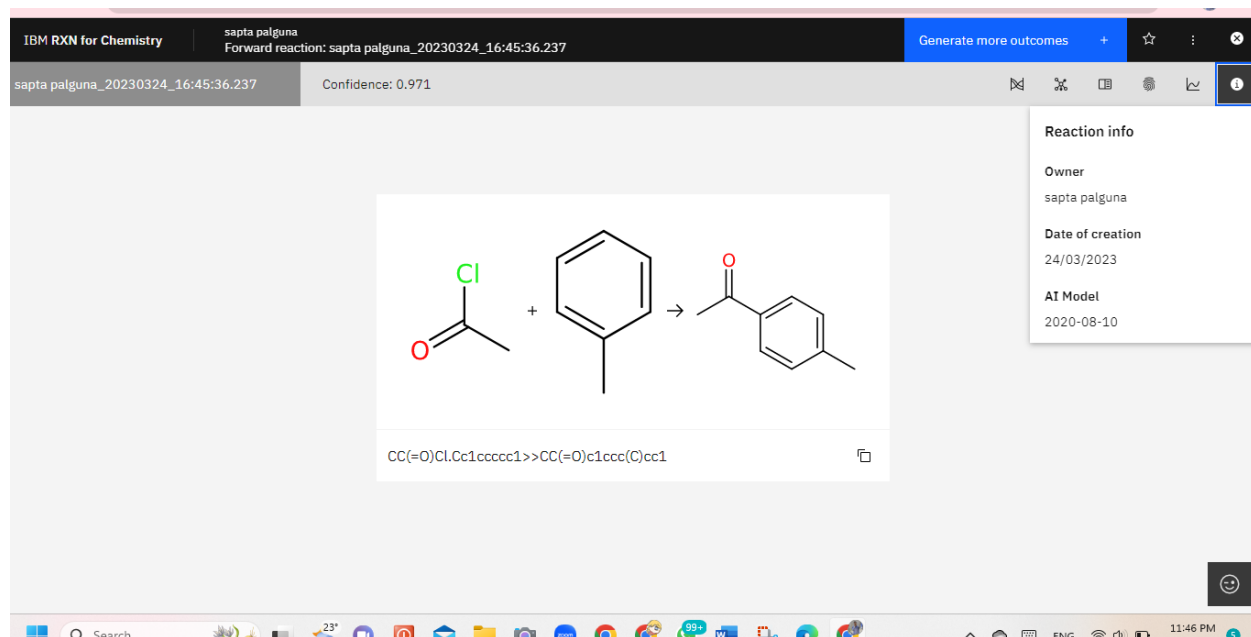 IBM RXN for Chemistry
sapta palguna
Forward reaction: sapta palguna_20230324_16:45:36.237
Generate more outcomes +
sapta palguna_20230324_16:45:36.237
Confidence: 0.971
Reaction info
Owner
sapta palguna
Date of creation
24/03/2023
AI Model
2020-08-10
Cl
O
+
→
O
CC(=O)Cl.Cc1ccccc1>>CC(=O)c1ccc(C)cc1
Search
23°
zoom
99+
ENG
11:46 PM
5